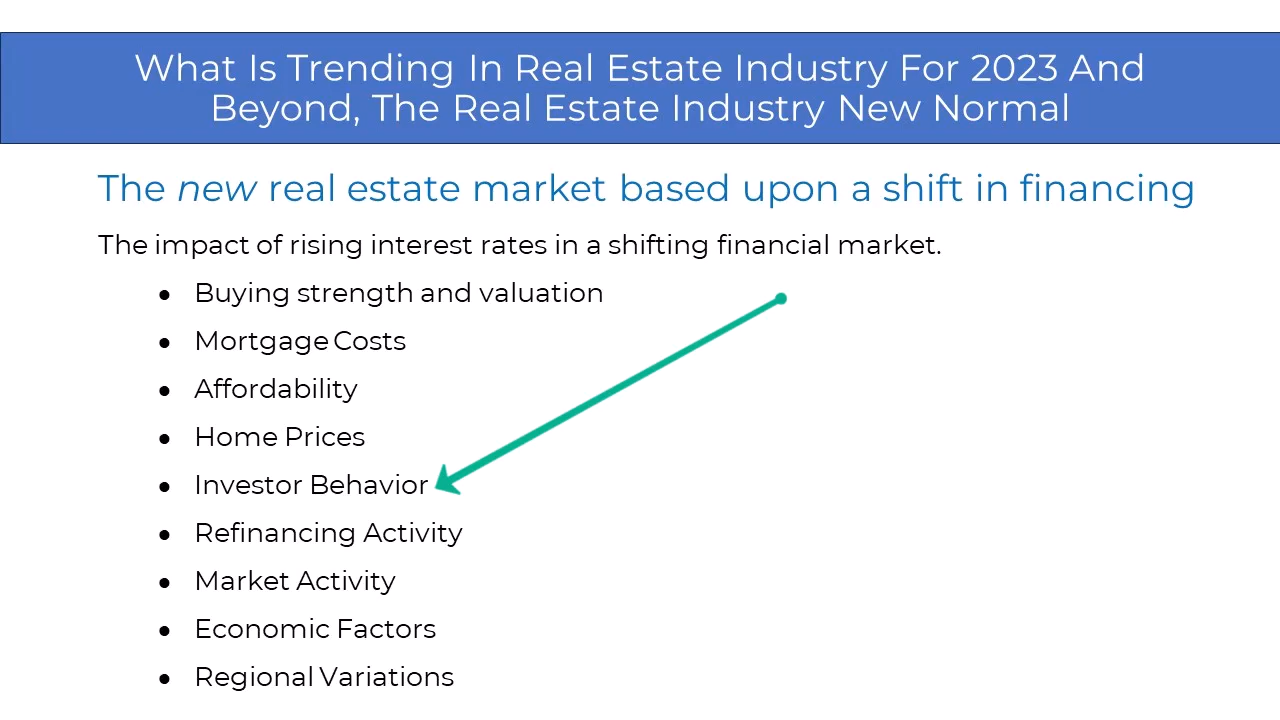 What Is Trending In Real Estate Industry For 2023 And
Beyond, The Real Estate Industry New Normal
The new real estate market based upon a shift in financing
The impact of rising interest rates in a shifting financial market.
• Buying strength and valuation
• Mortgage Costs
• Affordability
• Home Prices
• Investor Behavior
• Refinancing Activity
• Market Activity
• Economic Factors
• Regional Variations